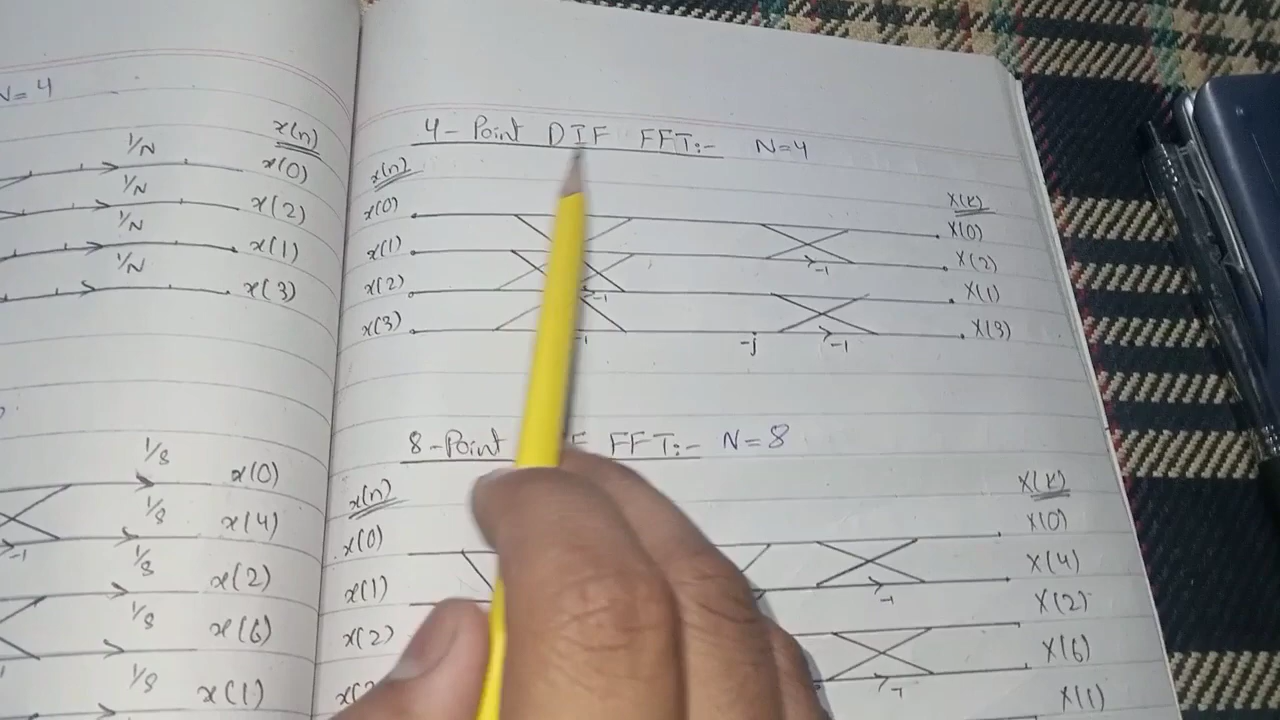 N=4
x(n)
1/N x(0)
1/N x(2)
1/N x(1)
1/N x(3)
1/8 x(0)
1/8 x(4)
-1
1/8 x(2)
1/8 x(6)
1/8 x(1)
4-Point DIF FFT:- N=4
x(n) X(k)
x(0) X(0)
x(1) -1 X(2)
x(2) -1 X(1)
x(3) -1 -j -1 X(3)
8-Point FFT:- N=8
x(n) X(k)
x(0) X(0)
x(1) -1 X(4)
x(2) X(2)
-1 X(6)
X(1)